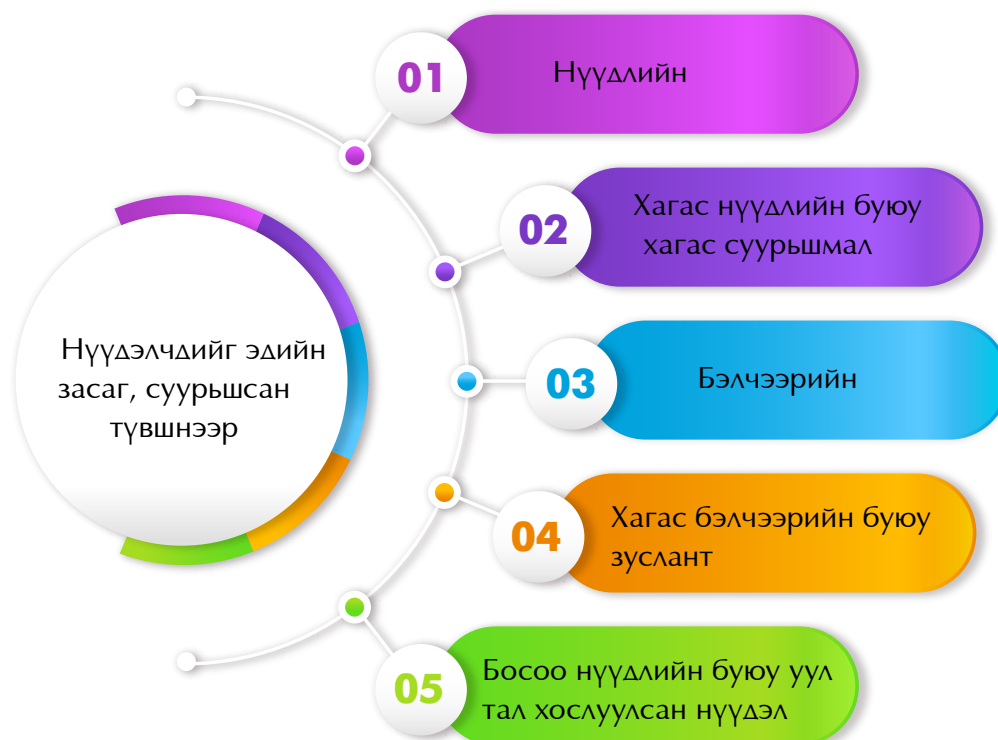 Нүүдэлчдийг эдийн
засаг, суурьшсан
түвшнээр
01
Нүүдлийн
02
Хагас нүүдлийн буюу
хагас суурьшмал
03
Бэлчээрийн
04
Хагас бэлчээрийн буюу
зуслант
05
Босоо нүүдлийн буюу уул
тал хослуулсан нүүдэл